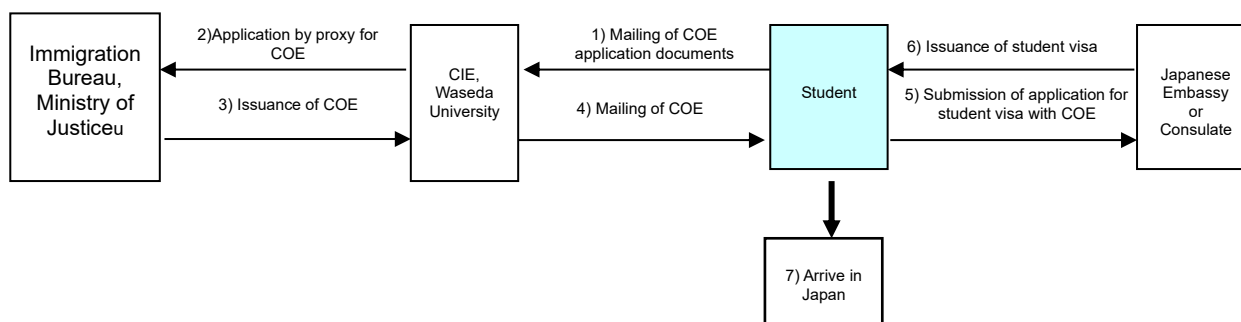 Immigration
Bureau,
Ministry of
Justiceu
2)Application by proxy for
COE
3) Issuance of COE
CIE,
Waseda
University
1) Mailing of COE
application documents
4) Mailing of COE
Student
6) Issuance of student visa
5) Submission of application for
student visa with COE
Japanese
Embassy
or
Consulate
7) Arrive in
Japan